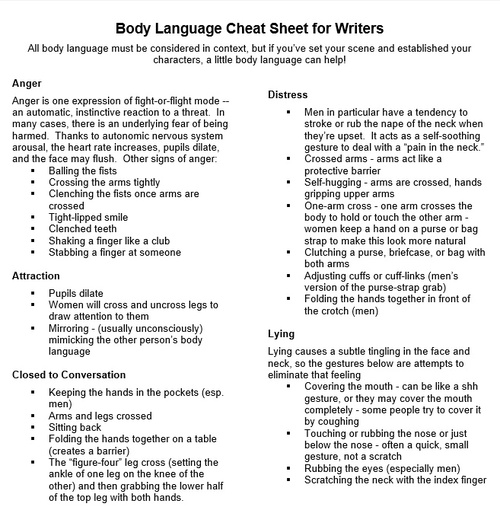 Body Language Cheat Sheet for Writers
All body language must be considered in context, but if you've set your scene and established your
characters, a little body language can help!
Anger
Anger is one expression of fight-or-flight mode --
an automatic, instinctive reaction to a threat. In
many cases, there is an underlying fear of being
harmed. Thanks to autonomic nervous system
arousal, the heart rate increases, pupils dilate,
and the face may flush. Other signs of anger:
▪ Balling the fists
▪ Crossing the arms tightly
▪ Clenching the fists once arms are
crossed
▪ Tight-lipped smile
▪ Clenched teeth
▪ Shaking a finger like a club
▪ Stabbing a finger at someone
Attraction
▪ Pupils dilate
▪ Women will cross and uncross legs to
draw attention to them
▪ Mirroring - (usually unconsciously)
mimicking the other person's body
language
Closed to Conversation
▪ Keeping the hands in the pockets (esp.
men)
▪ Arms and legs crossed
▪ Sitting back
▪ Folding the hands together on a table
(creates a barrier)
▪ The "figure-four" leg cross (setting the
ankle of one leg on the knee of the
other) and then grabbing the lower half
of the top leg with both hands.
Distress
▪ Men in particular have a tendency to
stroke or rub the nape of the neck when
they're upset. It acts as a self-soothing
gesture to deal with a "pain in the neck."
▪ Crossed arms - arms act like a
protective barrier
▪ Self-hugging - arms are crossed, hands
gripping upper arms
▪ One-arm cross - one arm crosses the
body to hold or touch the other arm -
women keep a hand on a purse or bag
strap to make this look more natural
▪ Clutching a purse, briefcase, or bag with
both arms
▪ Adjusting cuffs or cuff-links (men's
version of the purse-strap grab)
▪ Folding the hands together in front of
the crotch (men)
Lying
Lying causes a subtle tingling in the face and
neck, so the gestures below are attempts to
eliminate that feeling
▪ Covering the mouth - can be like a shh
gesture, or they may cover the mouth
completely - some people try to cover it
by coughing
▪ Touching or rubbing the nose or just
below the nose - often a quick, small
gesture, not a scratch
▪ Rubbing the eyes (especially men)
▪ Scratching the neck with the index finger